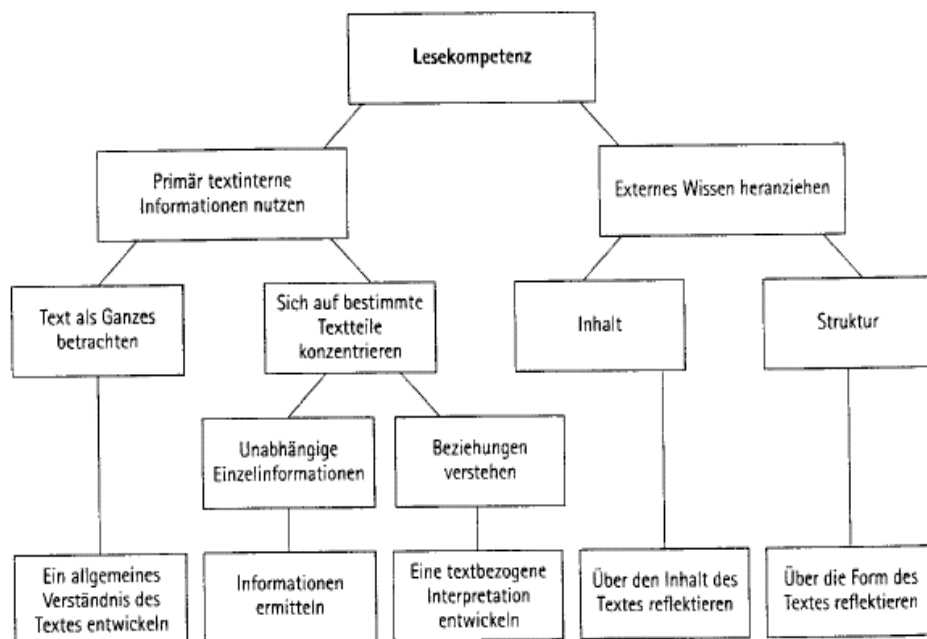 Lesekompetenz
Primär textinterne
Informationen nutzen
Externes Wissen heranziehen
Text als Ganzes
betrachten
Sich auf bestimmte
Textteile
konzentrieren
Inhalt
Struktur
Unabhängige
Einzelinformationen
Beziehungen
verstehen
Ein allgemeines
Verständnis des
Textes entwickeln
Informationen
ermitteln
Eine textbezogene
Interpretation
entwickeln
Über den Inhalt des
Textes reflektieren
Über die Form des
Textes reflektieren